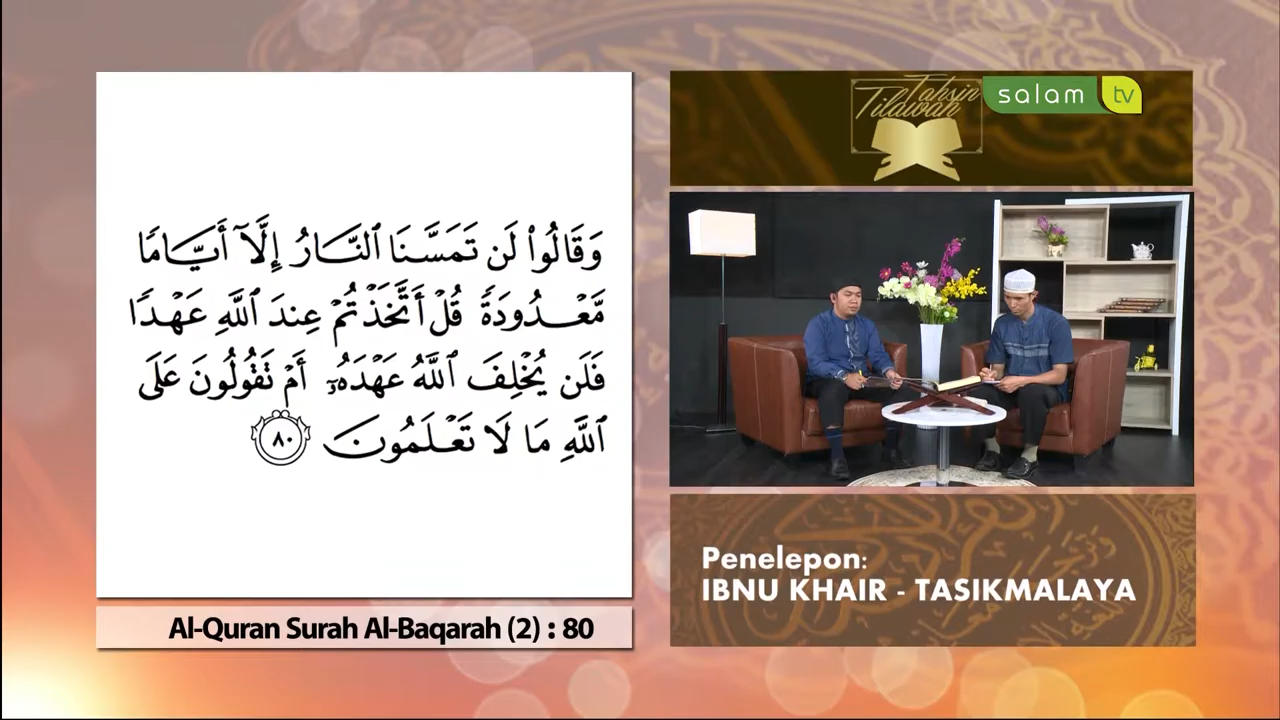 وَقَالُوا۟ لَن تَمَسَّنَا ٱلنَّارُ إِلَّآ أَيَّامًا
مَّعْدُودَةً قُلْ أَتَّخَذْتُمْ عِندَ ٱللَّهِ عَهْدًا
فَلَن يُخْلِفَ ٱللَّهُ عَهْدَهُۥٓ أَمْ تَقُولُونَ عَلَى
ٱللَّهِ مَا لَا تَعْلَمُونَ ٨٠
Al-Quran Surah Al-Baqarah (2) : 80
Tahsin
Tilawah
salam tv
Penelepon:
IBNU KHAIR - TASIKMALAYA